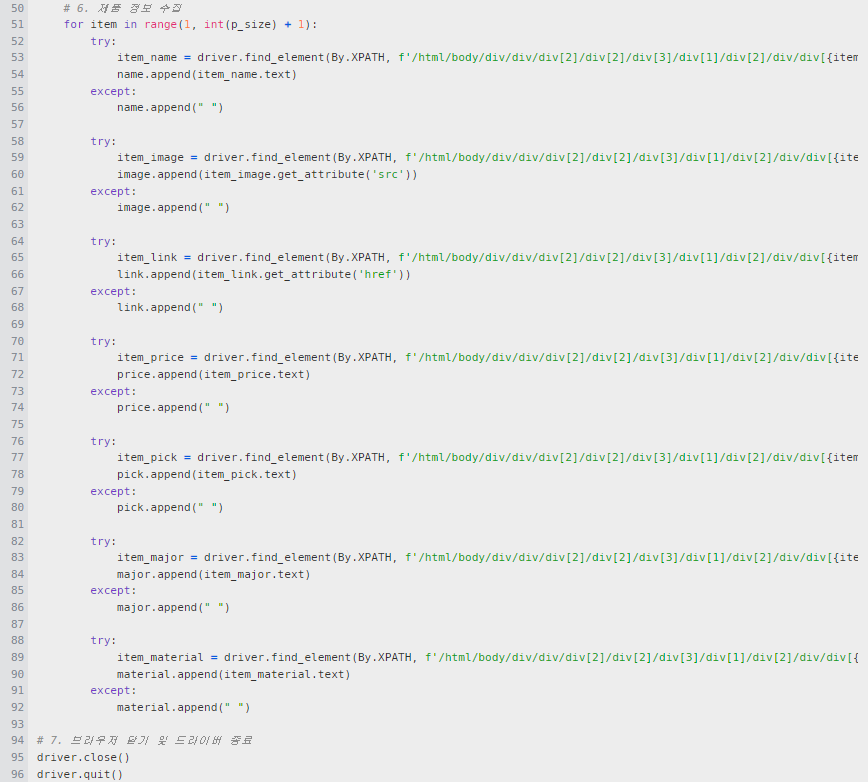 50 # 6. 제품 정보 수집
51 for item in range(1, int(p_size) + 1):
52 try:
53 item_name = driver.find_element(By.XPATH, f'/html/body/div/div/div[2]/div[2]/div[3]/div[1]/div[2]/div/div[{item
54 name.append(item_name.text)
55 except:
56 name.append(" ")
57
58 try:
59 item_image = driver.find_element(By.XPATH, f'/html/body/div/div/div[2]/div[2]/div[3]/div[1]/div[2]/div/div[{ite
60 image.append(item_image.get_attribute('src'))
61 except:
62 image.append(" ")
63
64 try:
65 item_link = driver.find_element(By.XPATH, f'/html/body/div/div/div[2]/div[2]/div[3]/div[1]/div[2]/div/div[{item
66 link.append(item_link.get_attribute('href'))
67 except:
68 link.append(" ")
69
70 try:
71 item_price = driver.find_element(By.XPATH, f'/html/body/div/div/div[2]/div[2]/div[3]/div[1]/div[2]/div/div[{ite
72 price.append(item_price.text)
73 except:
74 price.append(" ")
75
76 try:
77 item_pick = driver.find_element(By.XPATH, f'/html/body/div/div/div[2]/div[2]/div[3]/div[1]/div[2]/div/div[{item
78 pick.append(item_pick.text)
79 except:
80 pick.append(" ")
81
82 try:
83 item_major = driver.find_element(By.XPATH, f'/html/body/div/div/div[2]/div[2]/div[3]/div[1]/div[2]/div/div[{ite
84 major.append(item_major.text)
85 except:
86 major.append(" ")
87
88 try:
89 item_material = driver.find_element(By.XPATH, f'/html/body/div/div/div[2]/div[2]/div[3]/div[1]/div[2]/div/div[{
90 material.append(item_material.text)
91 except:
92 material.append(" ")
93
94 # 7. 브라우저 닫기 및 드라이버 종료
95 driver.close()
96 driver.quit()